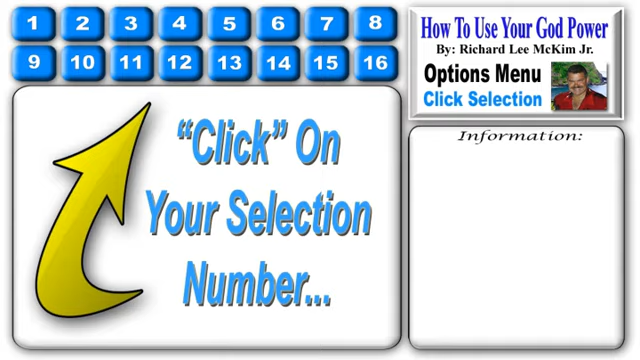 1 2 3 4 5 6 7 8
9 10 11 12 13 14 15 16
How To Use Your God Power
By: Richard Lee McKim Jr.
Options Menu
Click Selection
“Click” On
Your Selection
Number...
Information: